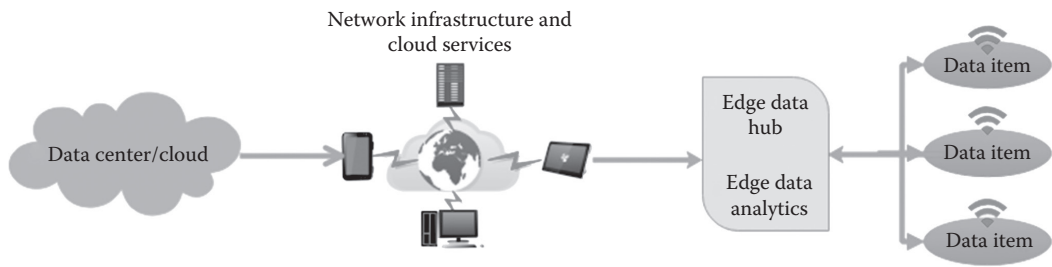 Network infrastructure and
cloud services
Data center/cloud
Edge data
hub
Edge data
analytics
Data item
Data item
Data item